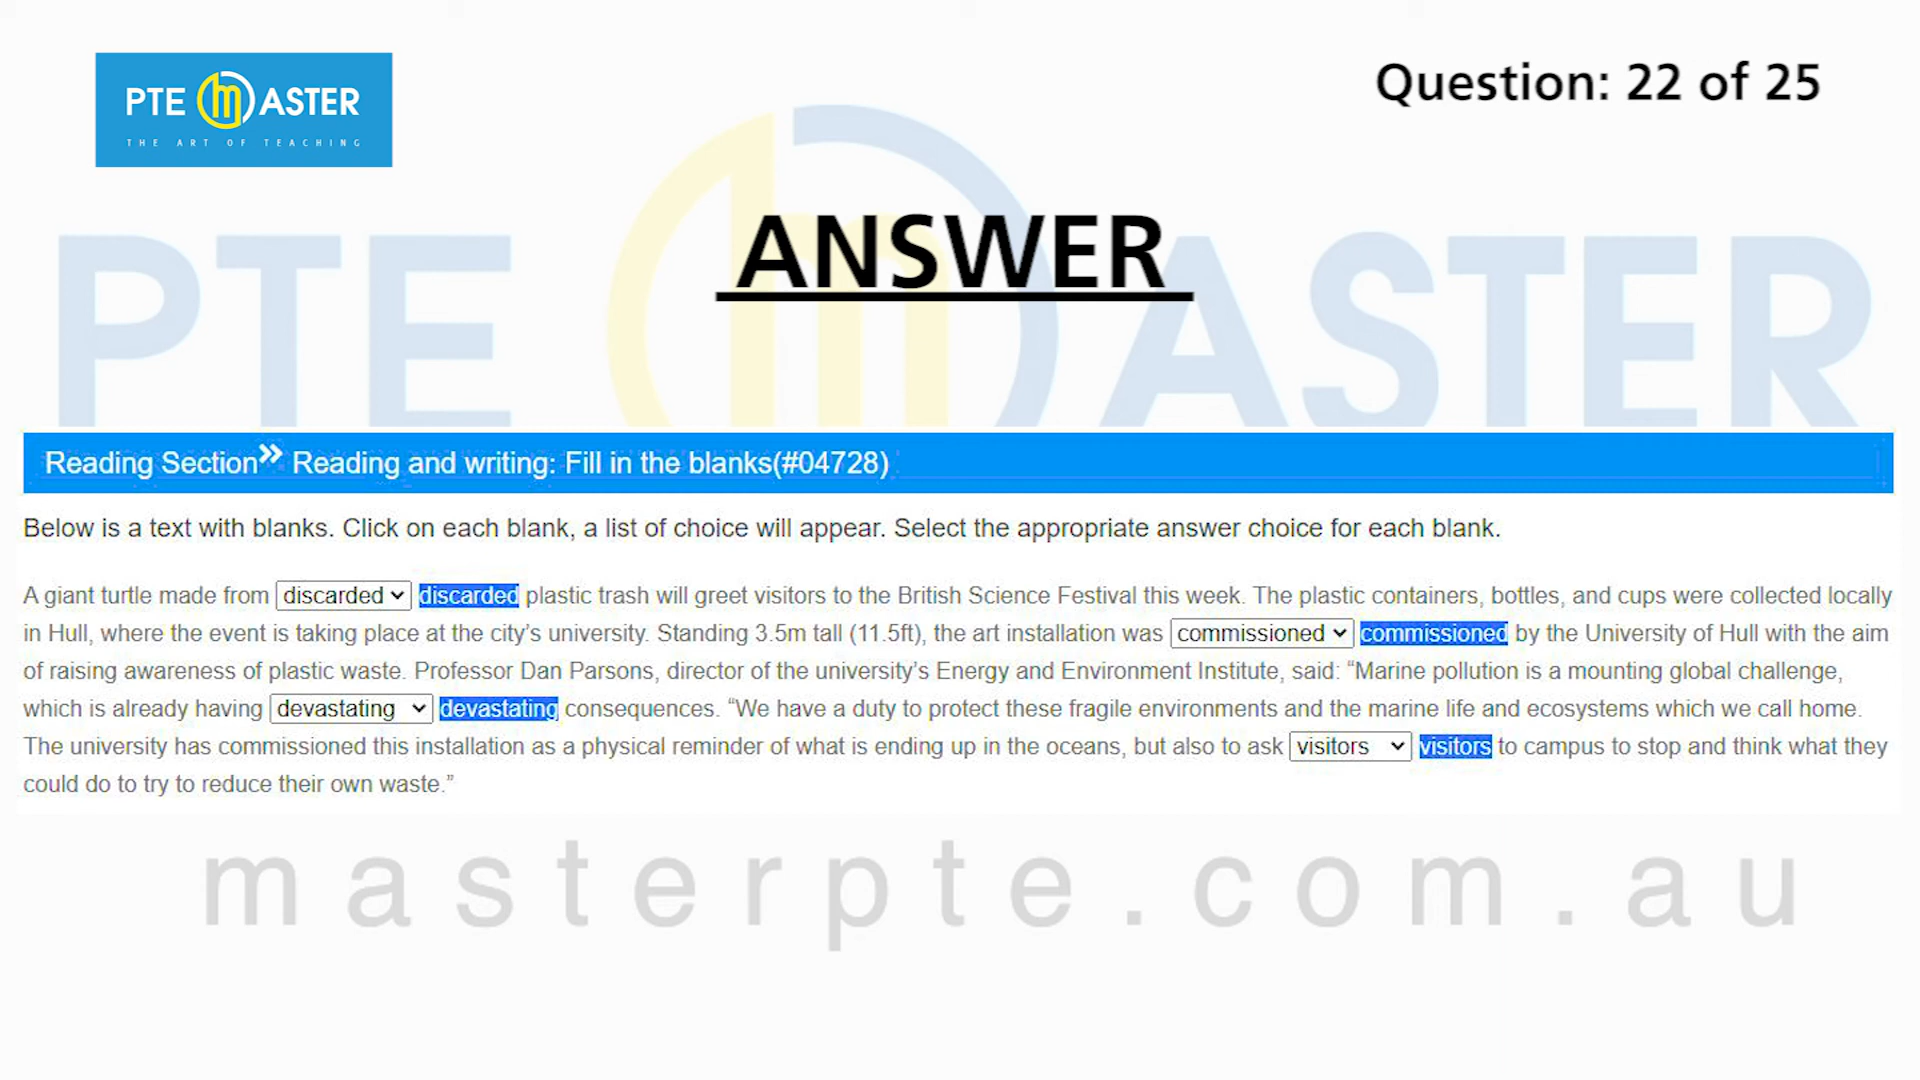 PTE MASTER
THE ART OF TEACHING
Question: 22 of 25
PTE MASTER
ANSWER
Reading Section» Reading and writing: Fill in the blanks(#04728)
Below is a text with blanks. Click on each blank, a list of choice will appear. Select the appropriate answer choice for each blank.
A giant turtle made from discarded discarded plastic trash will greet visitors to the British Science Festival this week. The plastic containers, bottles, and cups were collected locally
in Hull, where the event is taking place at the city’s university. Standing 3.5m tall (11.5ft), the art installation was commissioned commissioned by the University of Hull with the aim
of raising awareness of plastic waste. Professor Dan Parsons, director of the university’s Energy and Environment Institute, said: “Marine pollution is a mounting global challenge,
which is already having devastating devastating consequences. “We have a duty to protect these fragile environments and the marine life and ecosystems which we call home.
The university has commissioned this installation as a physical reminder of what is ending up in the oceans, but also to ask visitors visitors to campus to stop and think what they
could do to try to reduce their own waste.”
masterpte.com.au